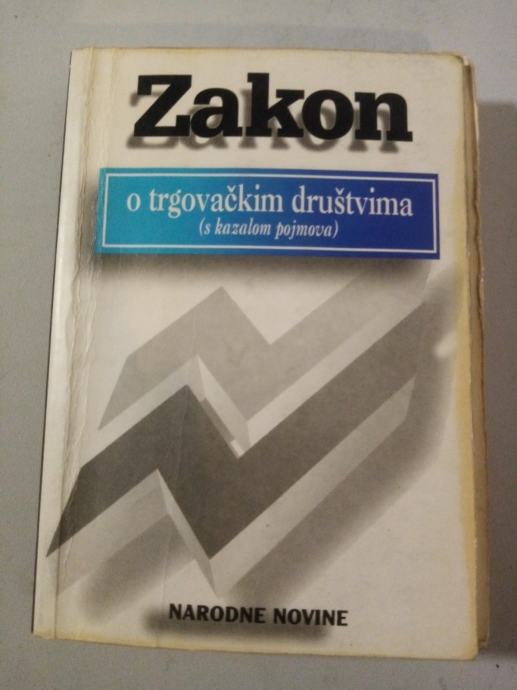 Zakon
o trgovačkim društvima
(s kazalom pojmova)
NARODNE NOVINE